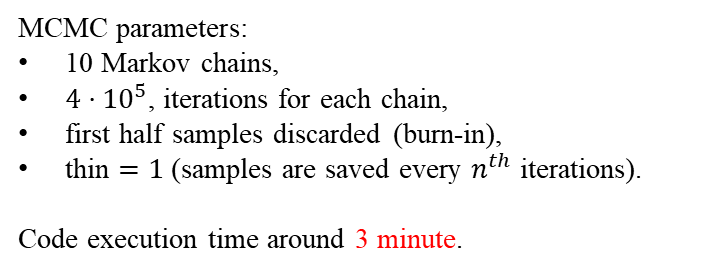 MCMC parameters:
• 10 Markov chains,
• 4 · 10⁵, iterations for each chain,
• first half samples discarded (burn-in),
• thin = 1 (samples are saved every nᵗʰ iterations).
Code execution time around 3 minute.